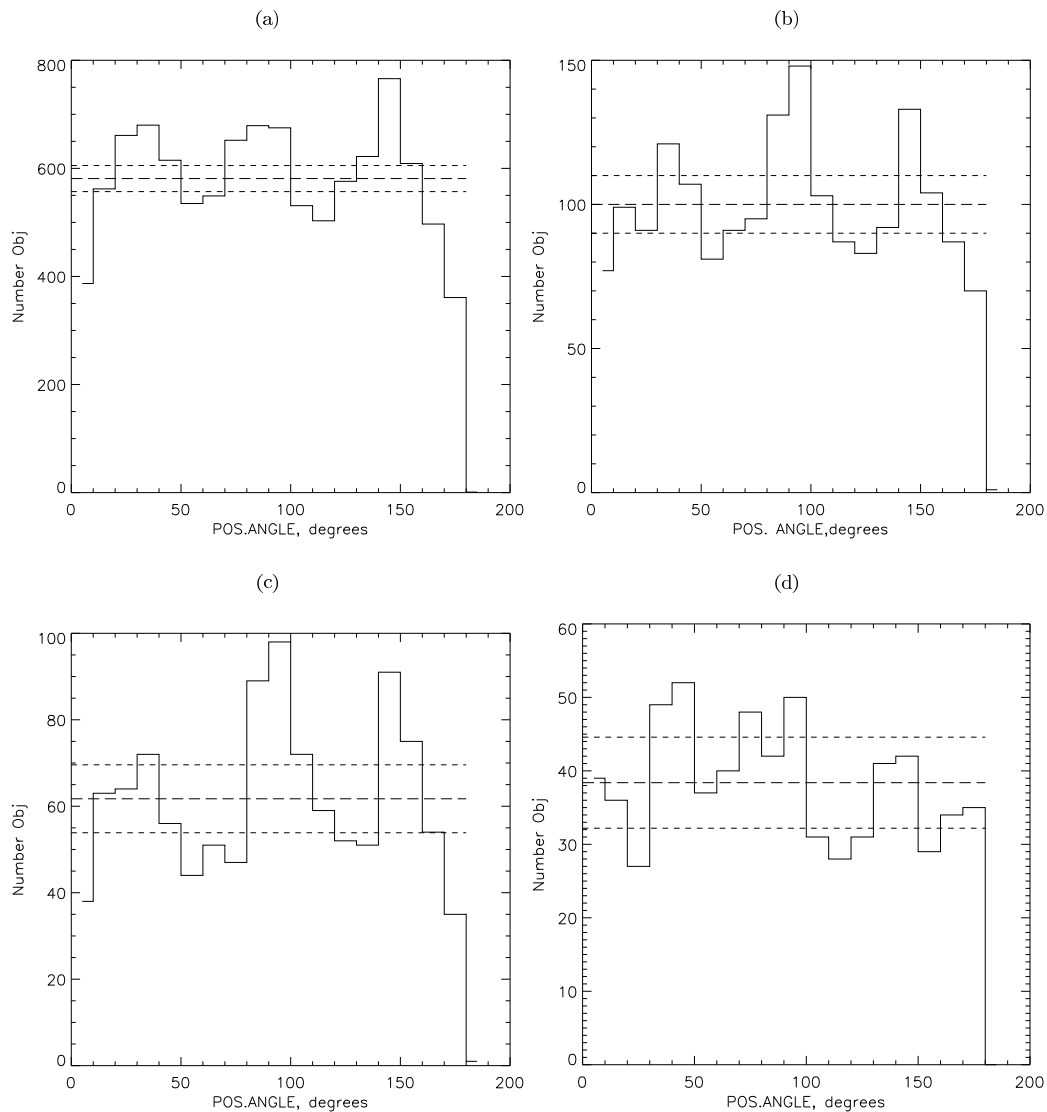 (a)
800
600
400
200
0
Number Obj
0 50 100 150 200
POS.ANGLE, degrees
(b)
150
100
50
0
Number Obj
0 50 100 150 200
POS. ANGLE,degrees
(c)
100
80
60
40
20
0
Number Obj
0 50 100 150 200
POS.ANGLE, degrees
(d)
60
50
40
30
20
10
0
Number Obj
0 50 100 150 200
POS.ANGLE, degrees